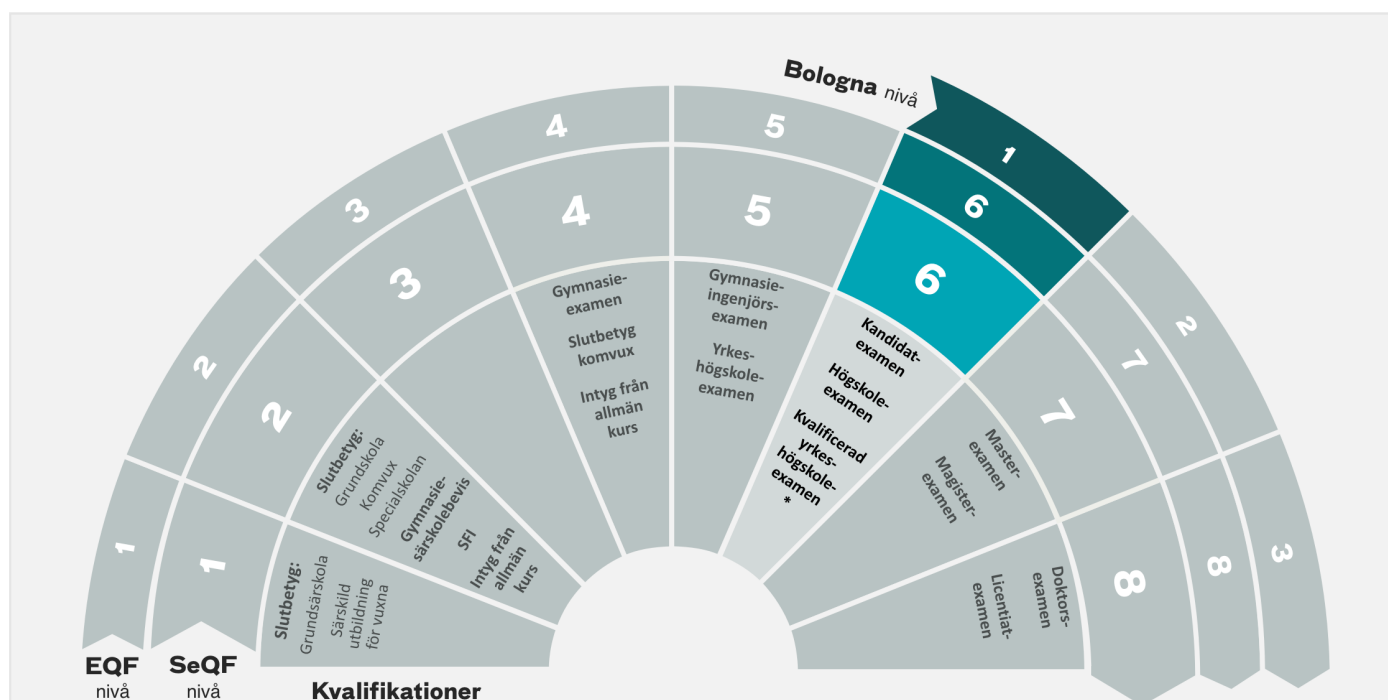 Bologna nivå
1
2
3
1
2
3
4
5
6
7
8
1
2
3
4
5
6
7
8
Slutbetyg:
Grundsärskola
Särskild
utbildning
för vuxna
Slutbetyg:
Grundskola
Komvux
Specialskolan
Gymnasie-
särskolebevis
SFI
Intyg från
allmän
kurs
Gymnasie-
examen
Slutbetyg
komvux
Intyg från
allmän
kurs
Gymnasie-
ingenjörs-
examen
Yrkes-
högskole-
examen
Kandidat-
examen
Högskole-
examen
Kvalificerad
yrkes-
högskole-
examen
*
Master-
examen
Magister-
examen
Doktors-
examen
Licentiat-
examen
EQF
nivå
SeQF
nivå
Kvalifikationer